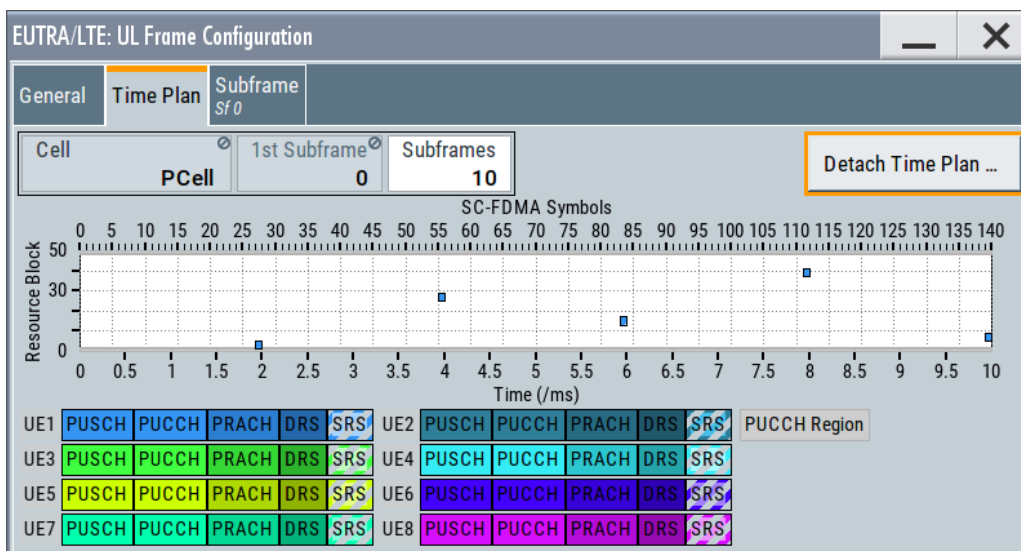 EUTRA/LTE: UL Frame Configuration
General Time Plan Subframe
Sf 0
Cell 1st Subframe Subframes
PCell 0 10
Detach Time Plan ...
SC-FDMA Symbols
0 5 10 15 20 25 30 35 40 45 50 55 60 65 70 75 80 85 90 95 100 105 110 115 120 125 130 135 140
Resource Block
50
30
0
0 0.5 1 1.5 2 2.5 3 3.5 4 4.5 5 5.5 6 6.5 7 7.5 8 8.5 9 9.5 10
Time (/ms)
UE1 PUSCH PUCCH PRACH DRS SRS UE2 PUSCH PUCCH PRACH DRS SRS PUCCH Region
UE3 PUSCH PUCCH PRACH DRS SRS UE4 PUSCH PUCCH PRACH DRS SRS
UE5 PUSCH PUCCH PRACH DRS SRS UE6 PUSCH PUCCH PRACH DRS SRS
UE7 PUSCH PUCCH PRACH DRS SRS UE8 PUSCH PUCCH PRACH DRS SRS